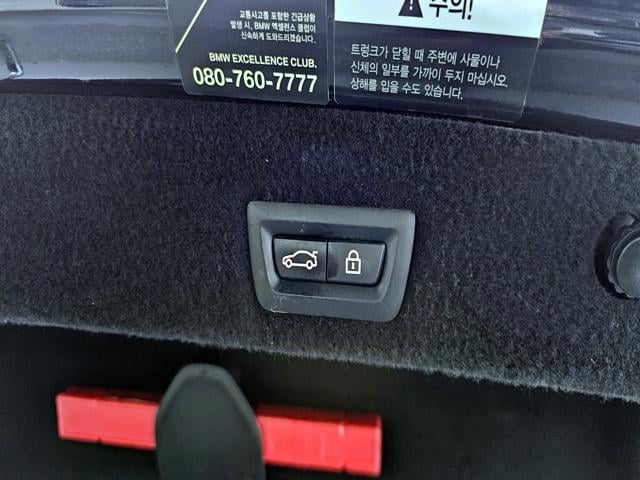 교통사고를 포함한 긴급상황
발생 시, BMW 엑설런스 클럽이
신속하게 도와드리겠습니다.
BMW EXCELLENCE CLUB.
080-760-7777
주의!
트렁크가 닫힐 때 주변에 사물이나
신체의 일부를 가까이 두지 마십시오.
상해를 입을 수도 있습니다.